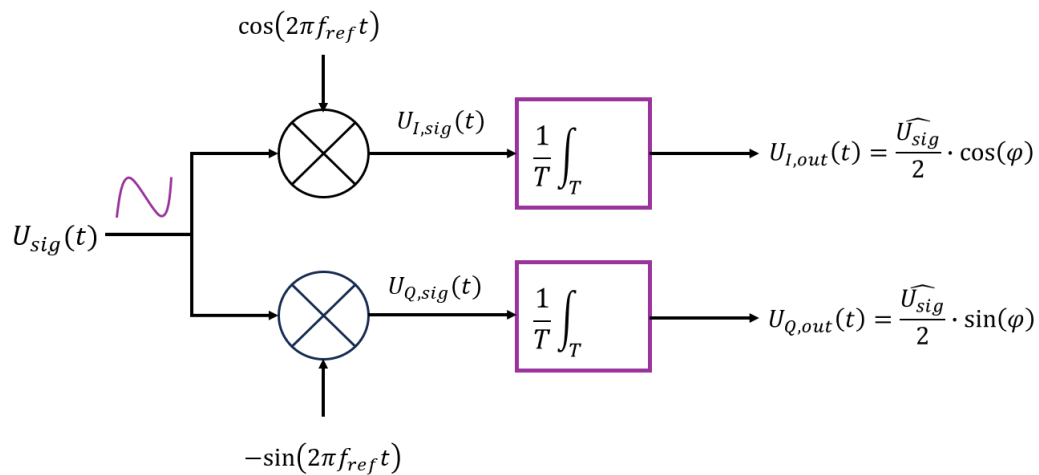 cos(2πf_ref t)
U_I,sig(t)
1/T ∫_T
U_I,out(t) = Û_sig/2 · cos(φ)
U_sig(t)
U_Q,sig(t)
1/T ∫_T
U_Q,out(t) = Û_sig/2 · sin(φ)
−sin(2πf_ref t)